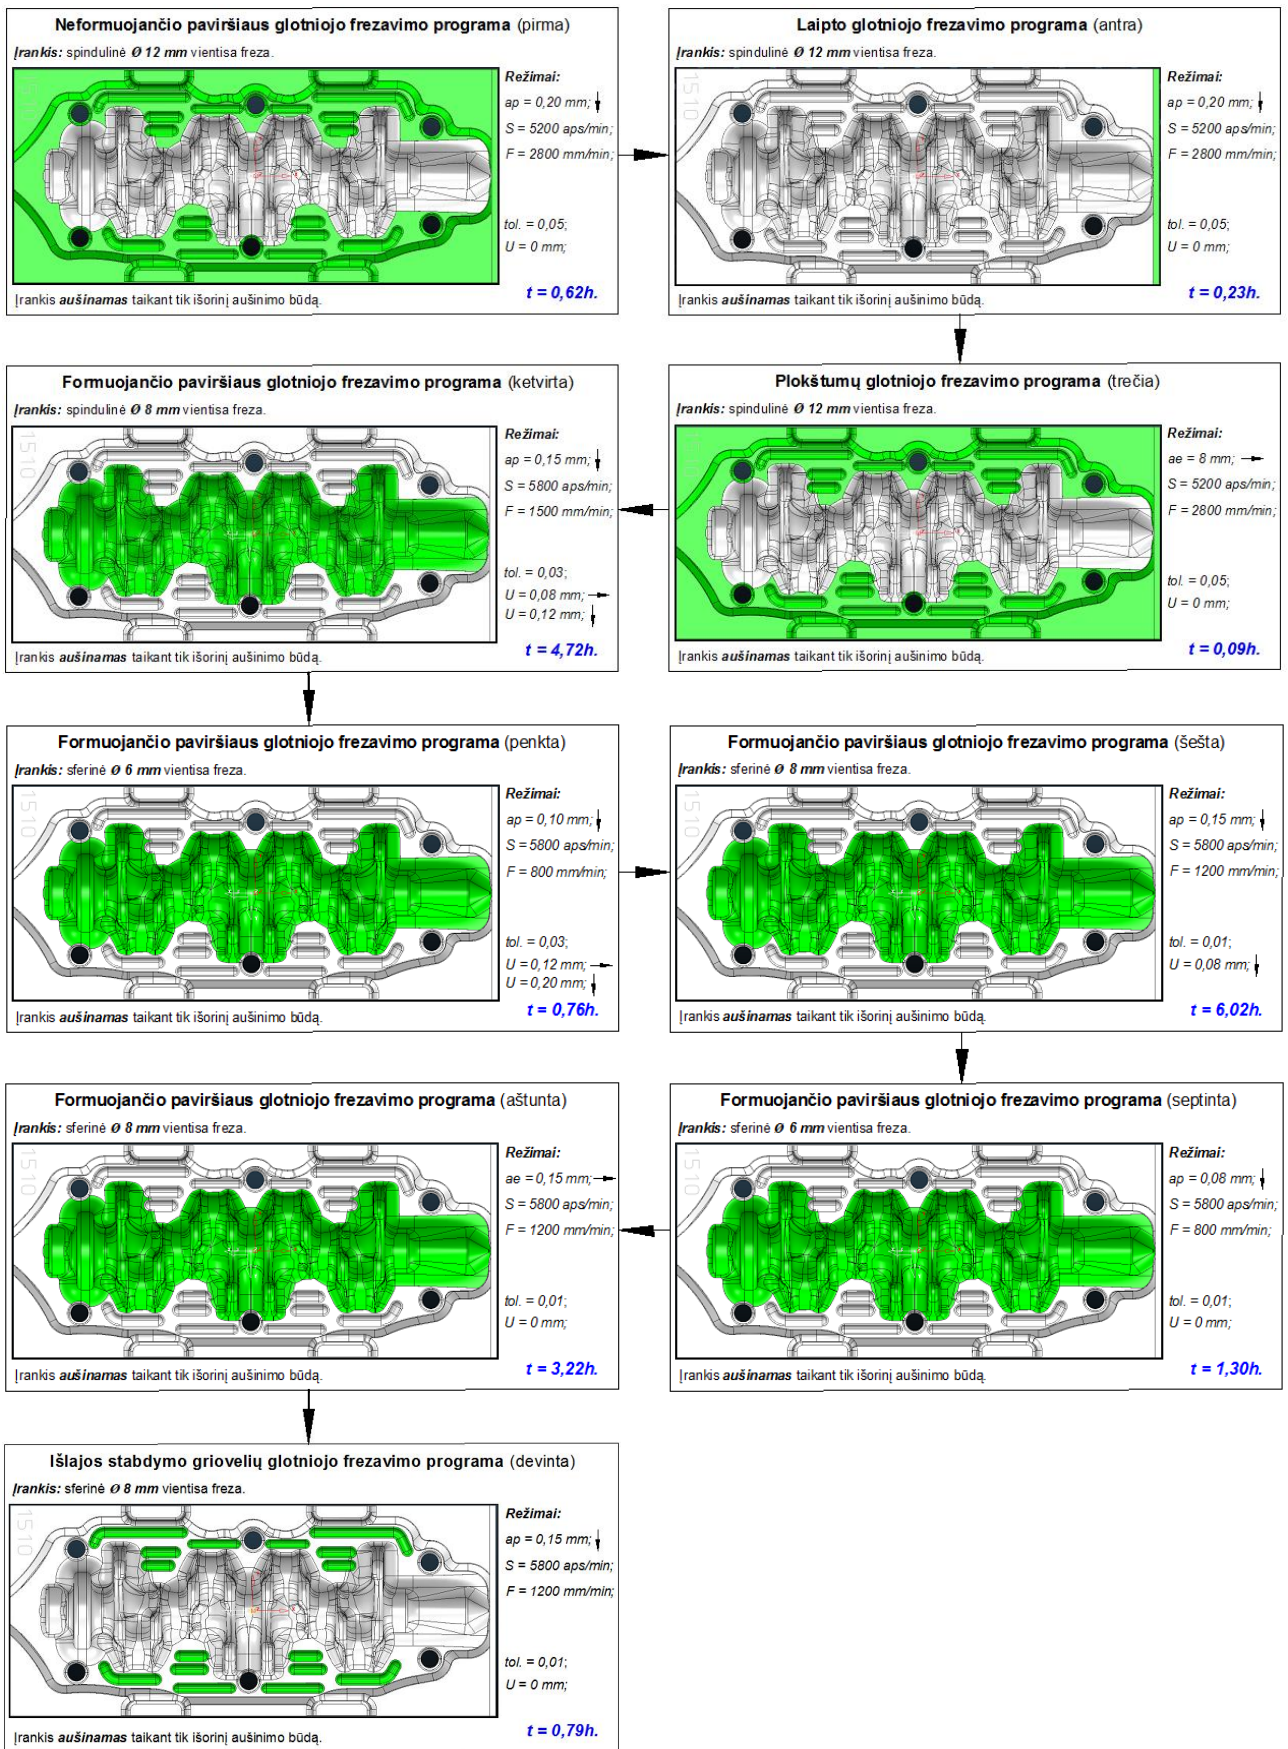 Neformuojančio paviršiaus glotniojo frezavimo programa (pirma)
Įrankis: spindulinė Ø 12 mm vientisa freza.
1510
Režimai:
ap = 0,20 mm;
S = 5200 aps/min;
F = 2800 mm/min;
tol. = 0,05;
U = 0 mm;
t = 0,62h.
Įrankis aušinamas taikant tik išorinį aušinimo būdą.
Laipto glotniojo frezavimo programa (antra)
Įrankis: spindulinė Ø 12 mm vientisa freza.
1510
Režimai:
ap = 0,20 mm;
S = 5200 aps/min;
F = 2800 mm/min;
tol. = 0,05;
U = 0 mm;
t = 0,23h.
Įrankis aušinamas taikant tik išorinį aušinimo būdą.
Plokštumų glotniojo frezavimo programa (trečia)
Įrankis: spindulinė Ø 12 mm vientisa freza.
1510
Režimai:
ae = 8 mm;
S = 5200 aps/min;
F = 2800 mm/min;
tol. = 0,05;
U = 0 mm;
t = 0,09h.
Įrankis aušinamas taikant tik išorinį aušinimo būdą.
Formuojančio paviršiaus glotniojo frezavimo programa (ketvirta)
Įrankis: spindulinė Ø 8 mm vientisa freza.
1510
Režimai:
ap = 0,15 mm;
S = 5800 aps/min;
F = 1500 mm/min;
tol. = 0,03;
U = 0,08 mm;
U = 0,12 mm;
t = 4,72h.
Įrankis aušinamas taikant tik išorinį aušinimo būdą.
Formuojančio paviršiaus glotniojo frezavimo programa (penkta)
Įrankis: sferinė Ø 6 mm vientisa freza.
1510
Režimai:
ap = 0,10 mm;
S = 5800 aps/min;
F = 800 mm/min;
tol. = 0,03;
U = 0,12 mm;
U = 0,20 mm;
t = 0,76h.
Įrankis aušinamas taikant tik išorinį aušinimo būdą.
Formuojančio paviršiaus glotniojo frezavimo programa (šešta)
Įrankis: sferinė Ø 8 mm vientisa freza.
1510
Režimai:
ap = 0,15 mm;
S = 5800 aps/min;
F = 1200 mm/min;
tol. = 0,01;
U = 0,08 mm;
t = 6,02h.
Įrankis aušinamas taikant tik išorinį aušinimo būdą.
Formuojančio paviršiaus glotniojo frezavimo programa (septinta)
Įrankis: sferinė Ø 6 mm vientisa freza.
1510
Režimai:
ap = 0,08 mm;
S = 5800 aps/min;
F = 800 mm/min;
tol. = 0,01;
U = 0 mm;
t = 1,30h.
Įrankis aušinamas taikant tik išorinį aušinimo būdą.
Formuojančio paviršiaus glotniojo frezavimo programa (aštunta)
Įrankis: sferinė Ø 8 mm vientisa freza.
1510
Režimai:
ae = 0,15 mm;
S = 5800 aps/min;
F = 1200 mm/min;
tol. = 0,01;
U = 0 mm;
t = 3,22h.
Įrankis aušinamas taikant tik išorinį aušinimo būdą.
Išlajos stabdymo griovelių glotniojo frezavimo programa (devinta)
Įrankis: sferinė Ø 8 mm vientisa freza.
1510
Režimai:
ap = 0,15 mm;
S = 5800 aps/min;
F = 1200 mm/min;
tol. = 0,01;
U = 0 mm;
t = 0,79h.
Įrankis aušinamas taikant tik išorinį aušinimo būdą.